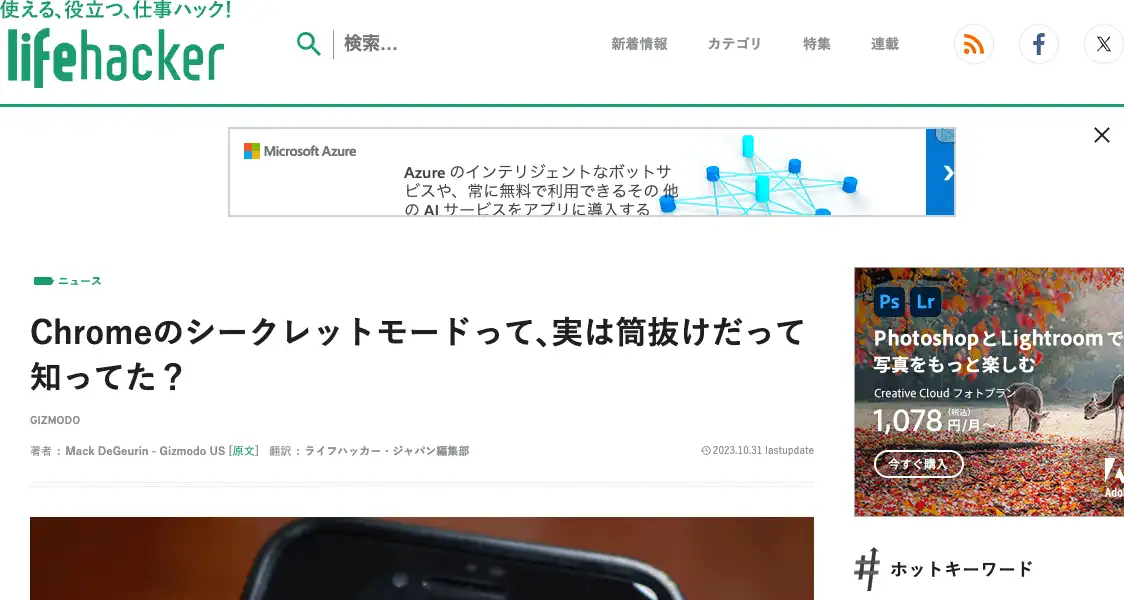 使える、役立つ、仕事ハック!
lifehacker
検索...
新着情報 カテゴリ 特集 連載
Microsoft Azure
Azure のインテリジェントなボットサ
ービスや、常に無料で利用できるその 他
の AI サービスをアプリに導入する
ニュース
Chromeのシークレットモードって、実は筒抜けだって
知ってた？
GIZMODO
著者 : Mack DeGeurin - Gizmodo US [原文] 翻訳 : ライフハッカー・ジャパン編集部
2023.10.31 lastupdate
Ps Lr
PhotoshopとLightroomで
写真をもっと楽しむ
Creative Cloud フォトプラン
1,078 (税込) 円/月〜
今すぐ購入
Ado
#ホットキーワード